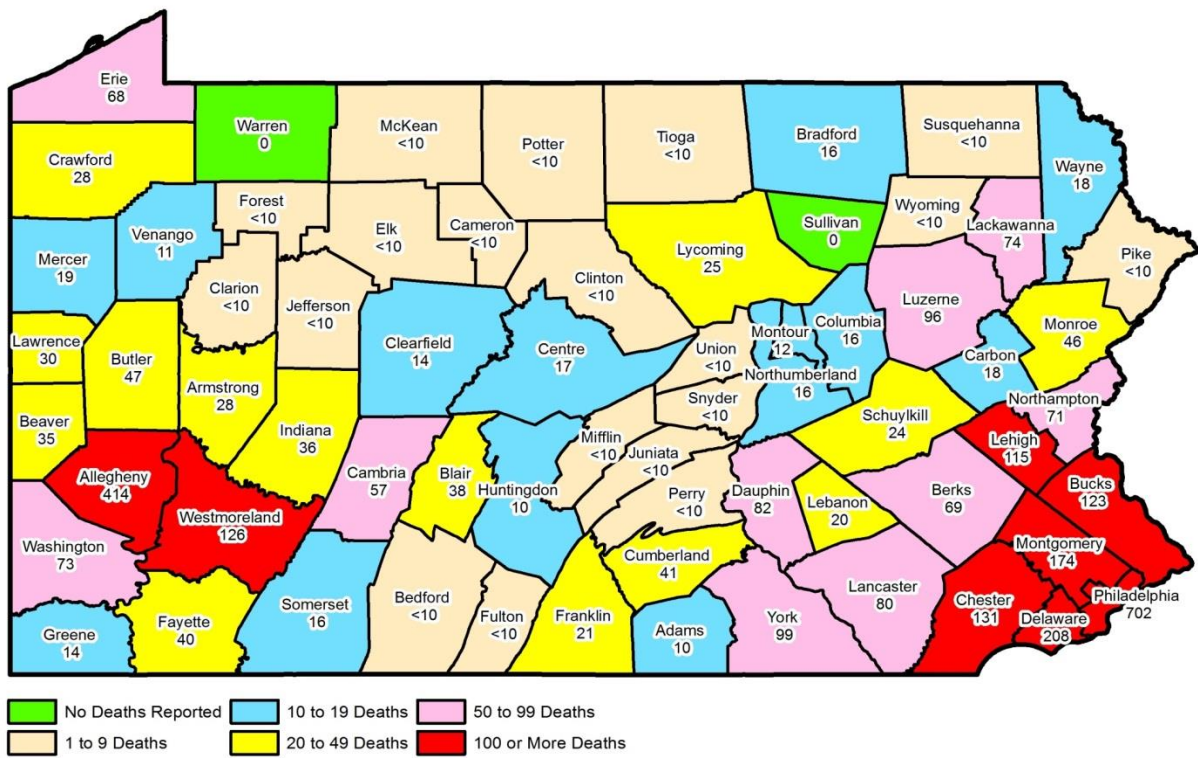 Erie
68
Warren
0
McKean
<10
Potter
<10
Tioga
<10
Bradford
16
Susquehanna
<10
Wayne
18
Crawford
28
Forest
<10
Elk
<10
Cameron
<10
Venango
11
Mercer
19
Clarion
<10
Jefferson
<10
Clinton
<10
Lycoming
25
Sullivan
0
Wyoming
<10
Lackawanna
74
Pike
<10
Luzerne
96
Monroe
46
Lawrence
30
Butler
47
Clearfield
14
Centre
17
Union
<10
Montour
12
Columbia
16
Carbon
18
Armstrong
28
Northumberland
16
Snyder
<10
Northampton
71
Beaver
35
Indiana
36
Schuylkill
24
Mifflin
<10
Juniata
<10
Lehigh
115
Allegheny
414
Cambria
57
Blair
38
Huntingdon
10
Perry
<10
Dauphin
82
Lebanon
20
Berks
69
Bucks
123
Westmoreland
126
Washington
73
Cumberland
41
Montgomery
174
Lancaster
80
Philadelphia
702
Somerset
16
Bedford
<10
Fulton
<10
Franklin
21
Adams
10
York
99
Chester
131
Delaware
208
Greene
14
Fayette
40
No Deaths Reported
10 to 19 Deaths
50 to 99 Deaths
1 to 9 Deaths
20 to 49 Deaths
100 or More Deaths